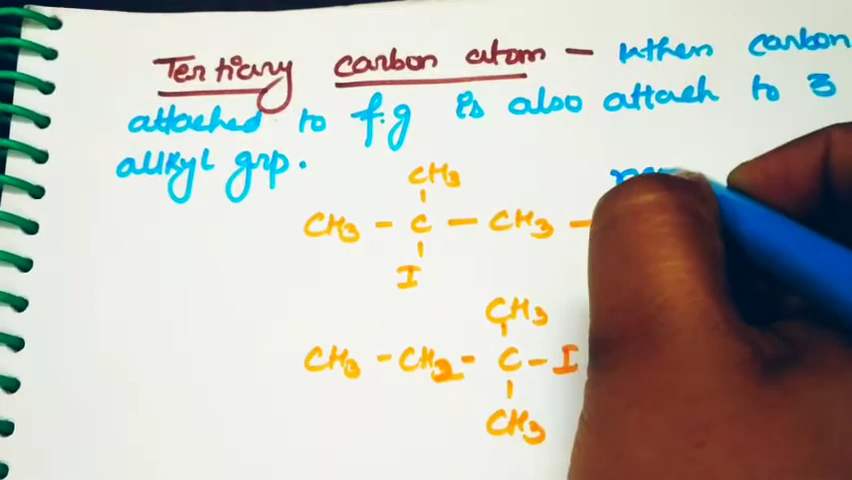 Tertiary carbon atom - when carbon
attached to f.g is also attach to 3
alkyl grp.
CH3
CH3 - C - CH3 -
I
CH3
CH3 - CH2 - C - I
CH3